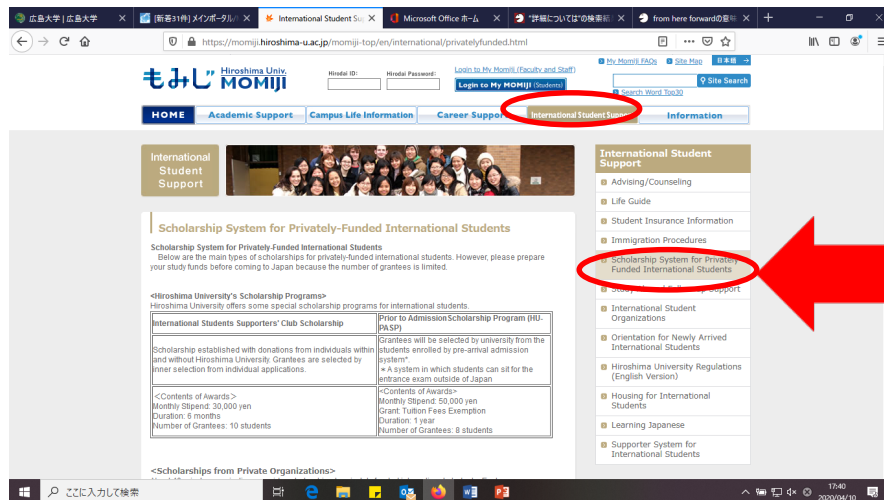 広島大学 | 広島大学
[新着31件] メインポータル/
International Student Su
Microsoft Office ホーム
"詳細については"の検索結
from here forwardの意味
https://momiji.hiroshima-u.ac.jp/momiji-top/en/international/privatelyfunded.html
My Momiji FAQs
Site Map
日本語
もみじ
Hiroshima Univ.
MOMIJI
Hirodai ID:
Hirodai Password:
Login to My Momiji (Faculty and Staff)
Login to My MOMIJI (Students)
Site Search
Search Word Top30
HOME
Academic Support
Campus Life Information
Career Suppor
International Student Support
Information
International
Student
Support
Scholarship System for Privately-Funded International Students
Scholarship System for Privately-Funded International Students
Below are the main types of scholarships for privately-funded international students. However, please prepare
your study funds before coming to Japan because the number of grantees is limited.
<Hiroshima University's Scholarship Programs>
Hiroshima University offers some special scholarship programs for international students.
International Students Supporters' Club Scholarship
Prior to Admission Scholarship Program (HU-
PASP)
Scholarship established with donations from individuals within
and without Hiroshima University. Grantees are selected by
inner selection from individual applications.
Grantees will be selected by university from the
students enrolled by pre-arrival admission
system*.
＊A system in which students can sit for the
entrance exam outside of Japan
<Contents of Awards>
Monthly Stipend: 30,000 yen
Duration: 6 months
Number of Grantees: 10 students
<Contents of Awards>
Monthly Stipend: 50,000 yen
Grant: Tuition Fees Exemption
Duration: 1 year
Number of Grantees: 8 students
<Scholarships from Private Organizations>
International Student
Support
Advising/Counseling
Life Guide
Student Insurance Information
Immigration Procedures
Scholarship System for Privately
Funded International Students
Support
International Student
Organizations
Orientation for Newly Arrived
International Students
Hiroshima University Regulations
(English Version)
Housing for International
Students
Learning Japanese
Supporter System for
International Students
ここに入力して検索
17:40
2020/04/10